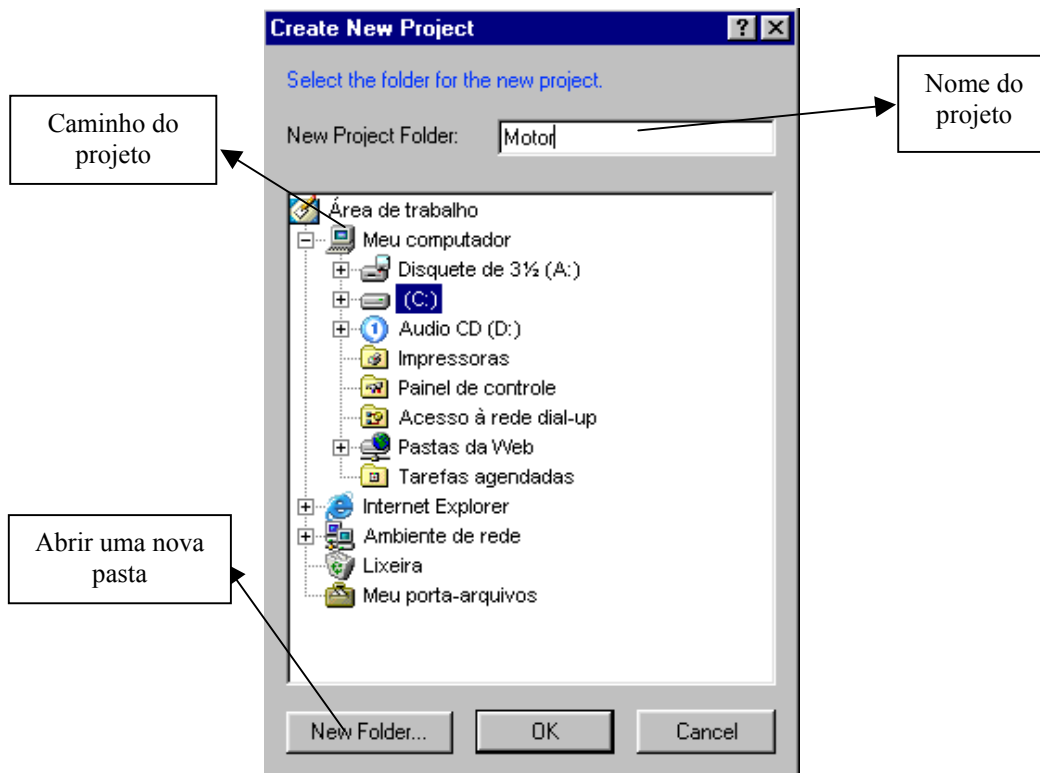 Create New Project
Select the folder for the new project.
Nome do
projeto
Caminho do
projeto
New Project Folder:
Motor
Área de trabalho
Meu computador
Disquete de 3½ (A:)
(C:)
Audio CD (D:)
Impressoras
Painel de controle
Acesso à rede dial-up
Pastas da Web
Tarefas agendadas
Internet Explorer
Ambiente de rede
Lixeira
Meu porta-arquivos
Abrir uma nova
pasta
New Folder...
OK
Cancel